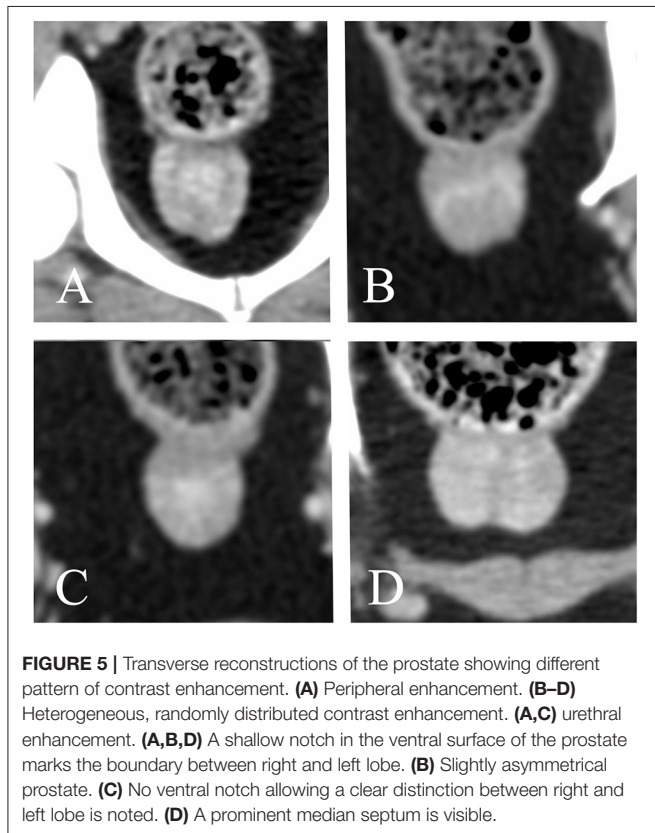 A
B
C
D
FIGURE 5 | Transverse reconstructions of the prostate showing different
pattern of contrast enhancement. (A) Peripheral enhancement. (B–D)
Heterogeneous, randomly distributed contrast enhancement. (A,C) urethral
enhancement. (A,B,D) A shallow notch in the ventral surface of the prostate
marks the boundary between right and left lobe. (B) Slightly asymmetrical
prostate. (C) No ventral notch allowing a clear distinction between right and
left lobe is noted. (D) A prominent median septum is visible.